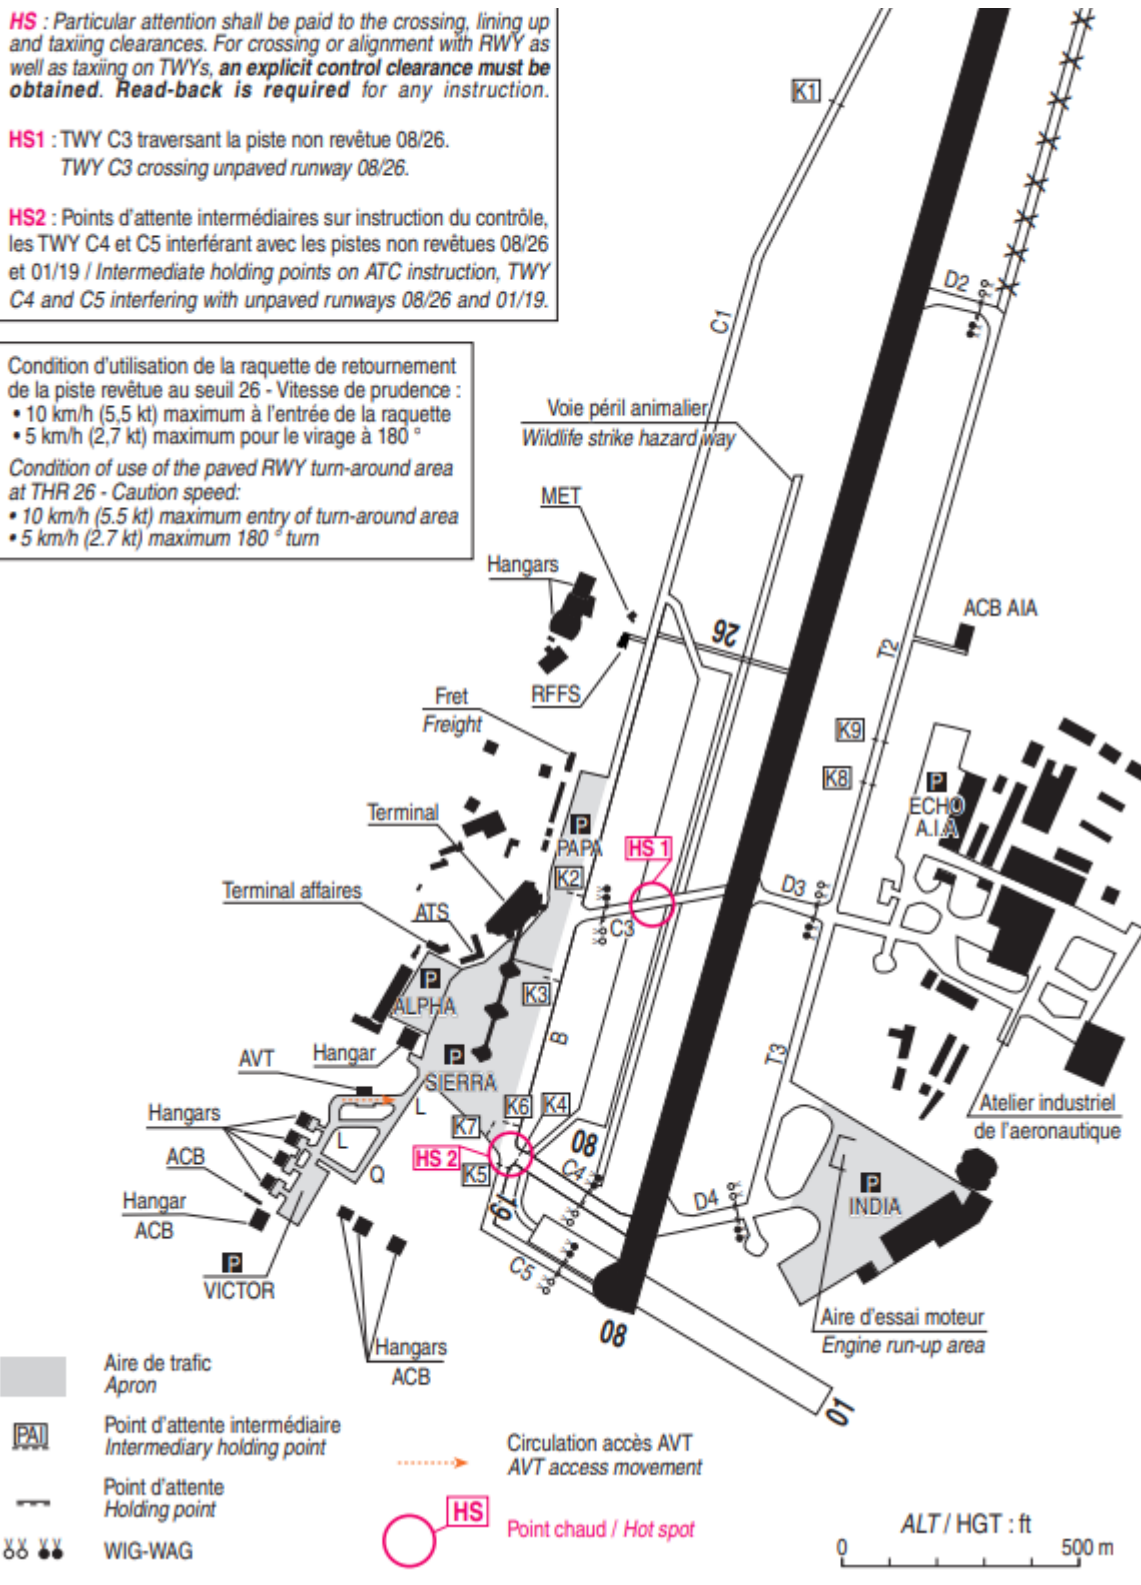 HS : Particular attention shall be paid to the crossing, lining up
and taxiing clearances. For crossing or alignment with RWY as
well as taxiing on TWYs, an explicit control clearance must be
obtained. Read-back is required for any instruction.
HS1 : TWY C3 traversant la piste non revêtue 08/26.
TWY C3 crossing unpaved runway 08/26.
HS2 : Points d'attente intermédiaires sur instruction du contrôle,
les TWY C4 et C5 interférant avec les pistes non revêtues 08/26
et 01/19 / Intermediate holding points on ATC instruction, TWY
C4 and C5 interfering with unpaved runways 08/26 and 01/19.
Condition d'utilisation de la raquette de retournement
de la piste revêtue au seuil 26 - Vitesse de prudence :
• 10 km/h (5,5 kt) maximum à l'entrée de la raquette
• 5 km/h (2,7 kt) maximum pour le virage à 180 °
Condition of use of the paved RWY turn-around area
at THR 26 - Caution speed:
• 10 km/h (5.5 kt) maximum entry of turn-around area
• 5 km/h (2.7 kt) maximum 180 ° turn
K1
D2
C1
Voie péril animalier
Wildlife strike hazard way
MET
Hangars
ACB AIA
26
T2
RFFS
Fret
Freight
K9
K8
P
ECHO
A.I.A
Terminal
P
PAPA
HS 1
K2
D3
Terminal affaires
ATS
C3
P
ALPHA
K3
B
T3
Hangar
AVT
P
SIERRA
L
K6
K4
Atelier industriel
de l'aeronautique
Hangars
K7
08
L
ACB
HS 2
K5
C4
Q
P
INDIA
Hangar
ACB
19
D4
C5
P
VICTOR
08
Aire d'essai moteur
Engine run-up area
Hangars
ACB
01
Aire de trafic
Apron
PAI
Point d'attente intermédiaire
Intermediary holding point
Circulation accès AVT
AVT access movement
Point d'attente
Holding point
HS
Point chaud / Hot spot
WIG-WAG
ALT / HGT : ft
0
500 m